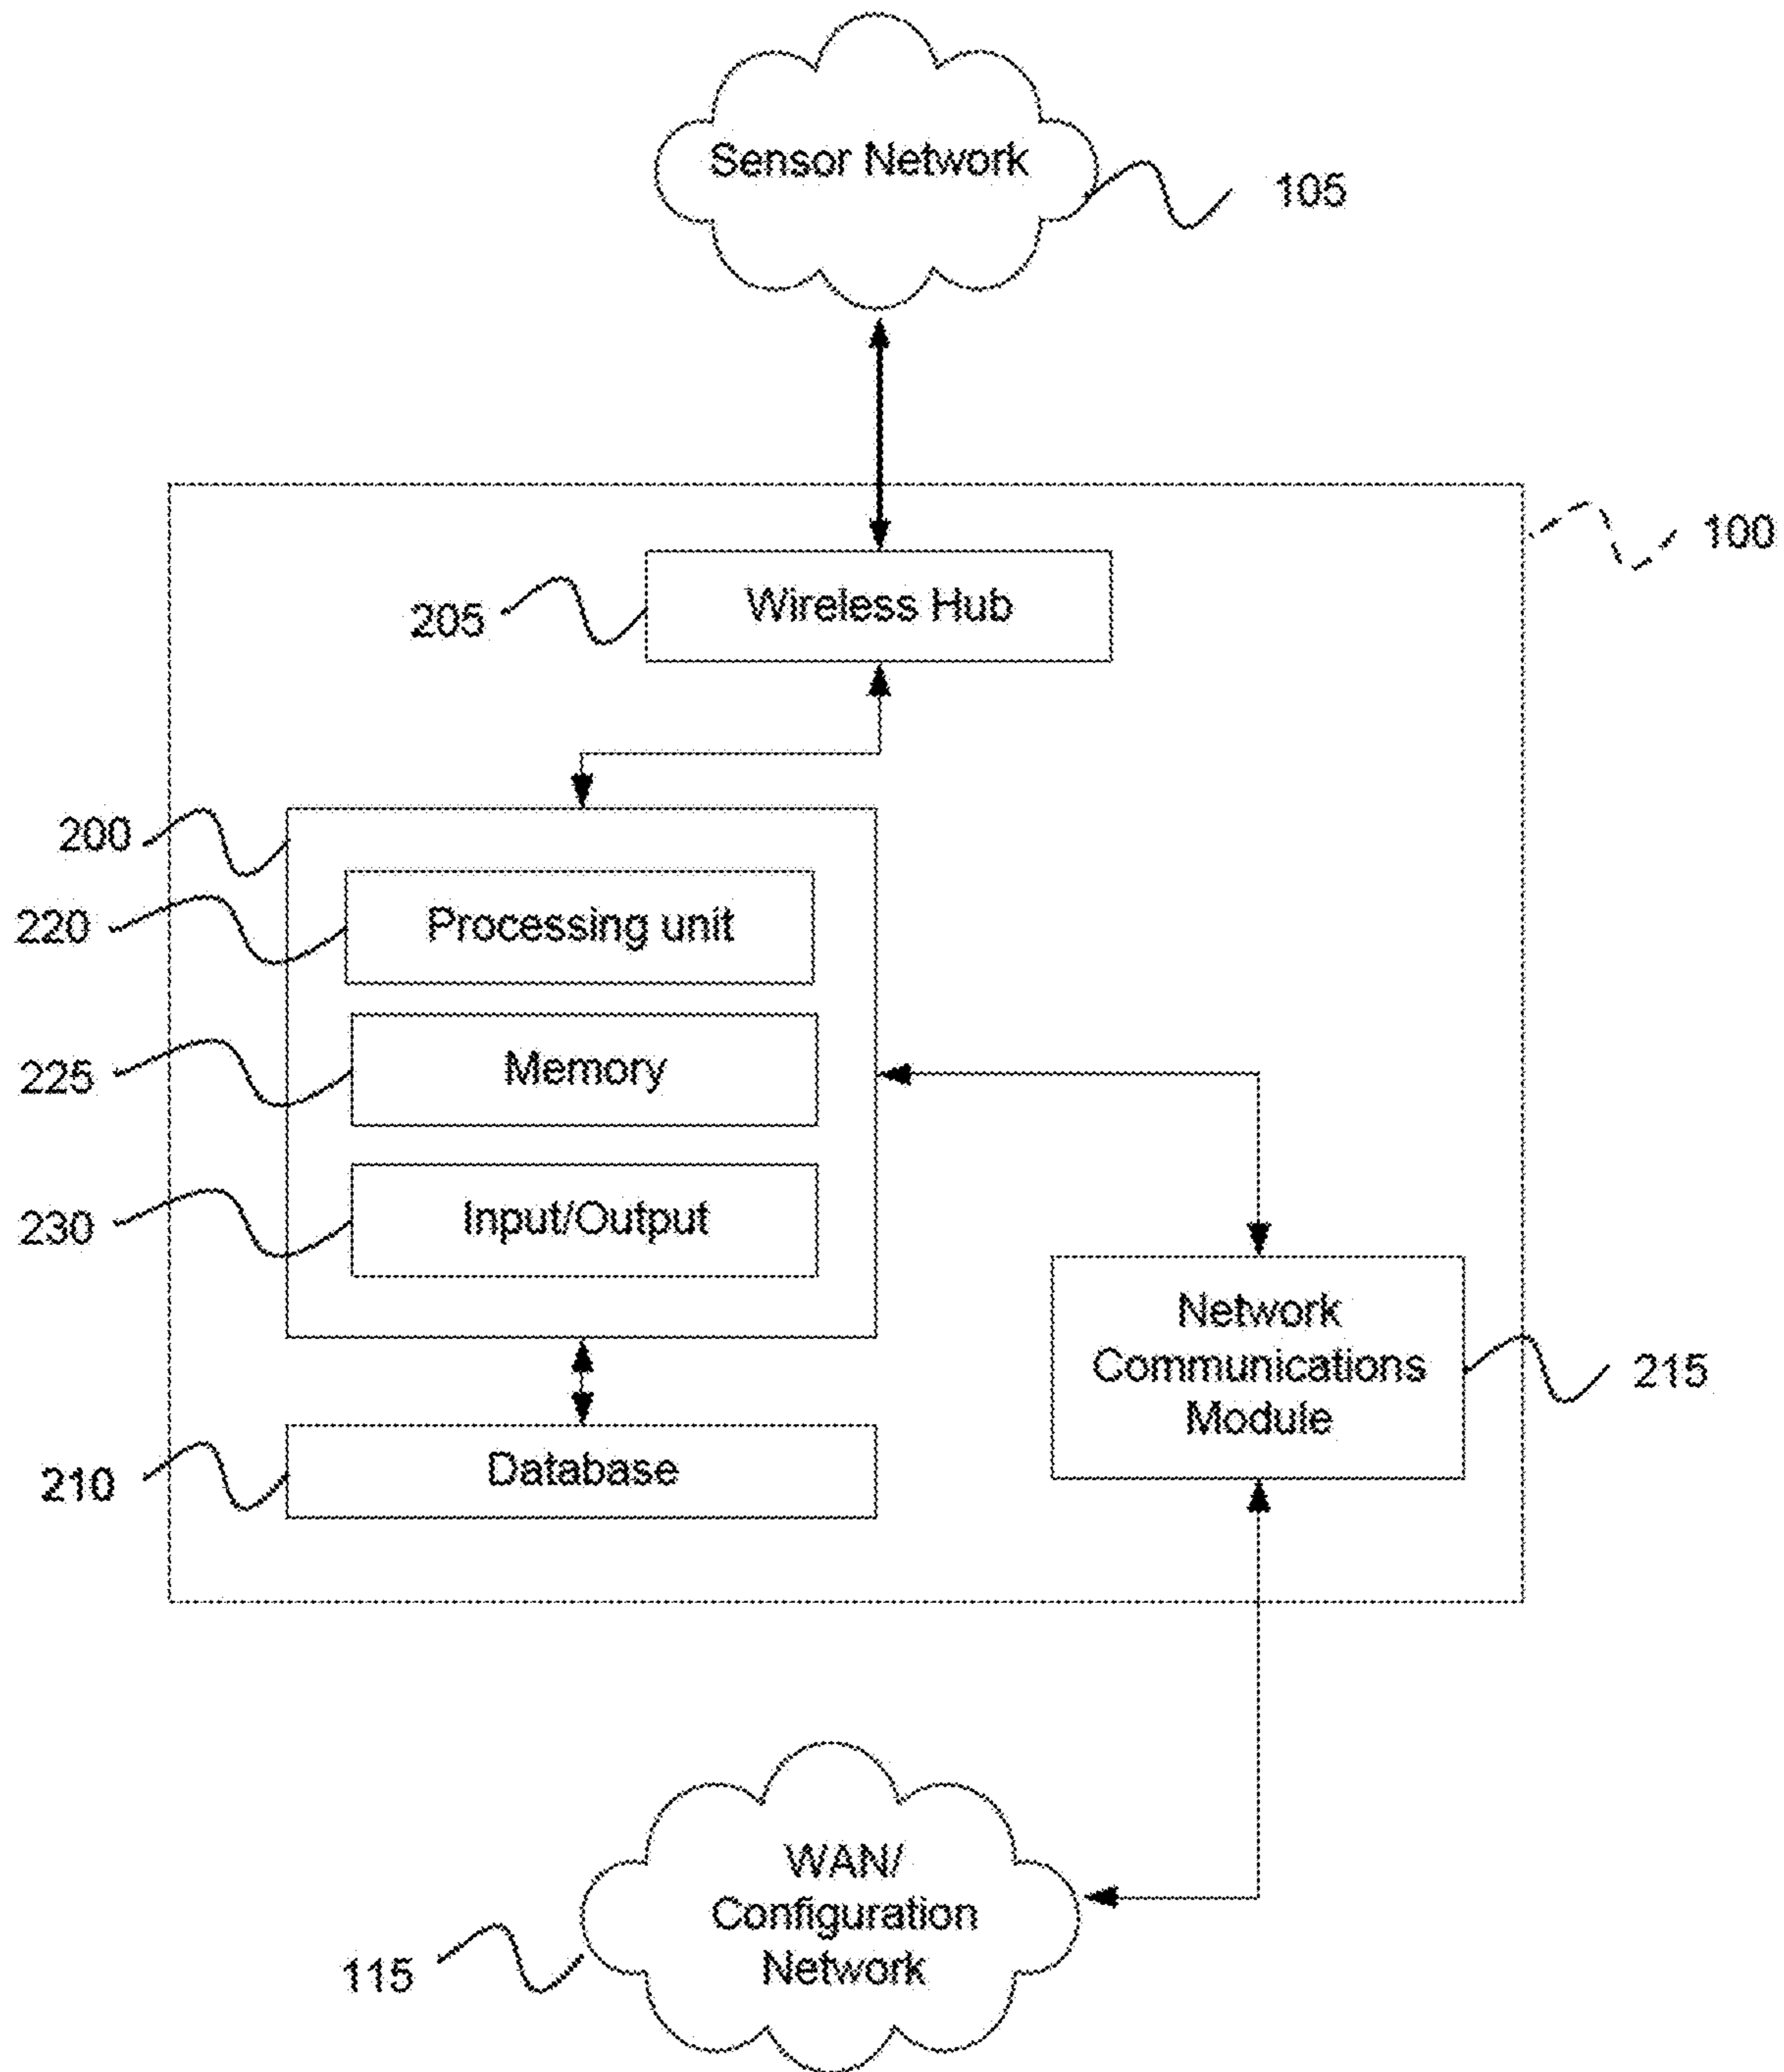 Sensor Network
105
100
Wireless Hub
205
200
Processing unit
220
Memory
225
Input/Output
230
Network
Communications
Module
215
Database
210
WAN/
Configuration
Network
115